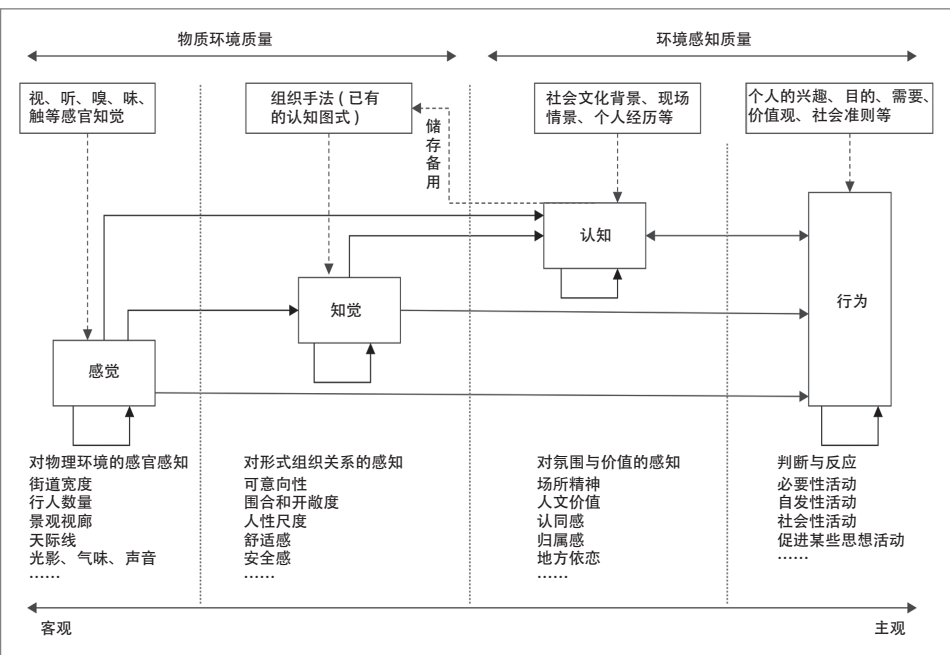 物质环境质量
环境感知质量
视、听、嗅、味、
触等感官知觉
组织手法（已有
的认知图式）
社会文化背景、现场
情景、个人经历等
个人的兴趣、目的、需要、
价值观、社会准则等
储存备用
认知
行为
知觉
感觉
对物理环境的感官感知
街道宽度
行人数量
景观视廊
天际线
光影、气味、声音
……
对形式组织关系的感知
可意向性
围合和开敞度
人性尺度
舒适感
安全感
……
对氛围与价值的感知
场所精神
人文价值
认同感
归属感
地方依恋
……
判断与反应
必要性活动
自发性活动
社会性活动
促进某些思想活动
……
客观
主观